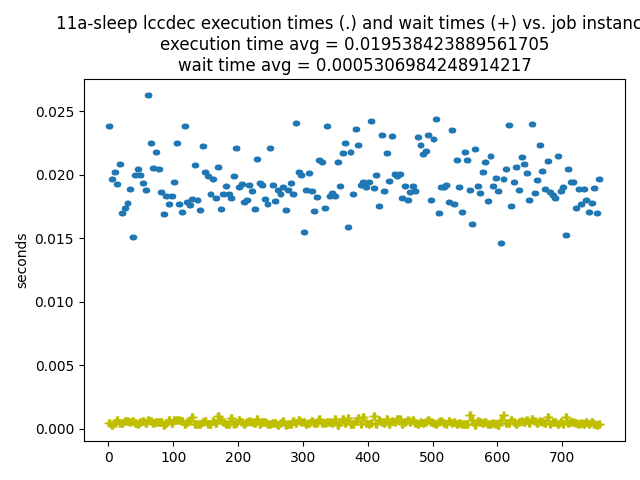 11a-sleep lccdec execution times (.) and wait times (+) vs. job instanc
execution time avg = 0.019538423889561705
wait time avg = 0.0005306984248914217
0.025
0.020
0.015
0.010
0.005
0.000
seconds
0 100 200 300 400 500 600 700